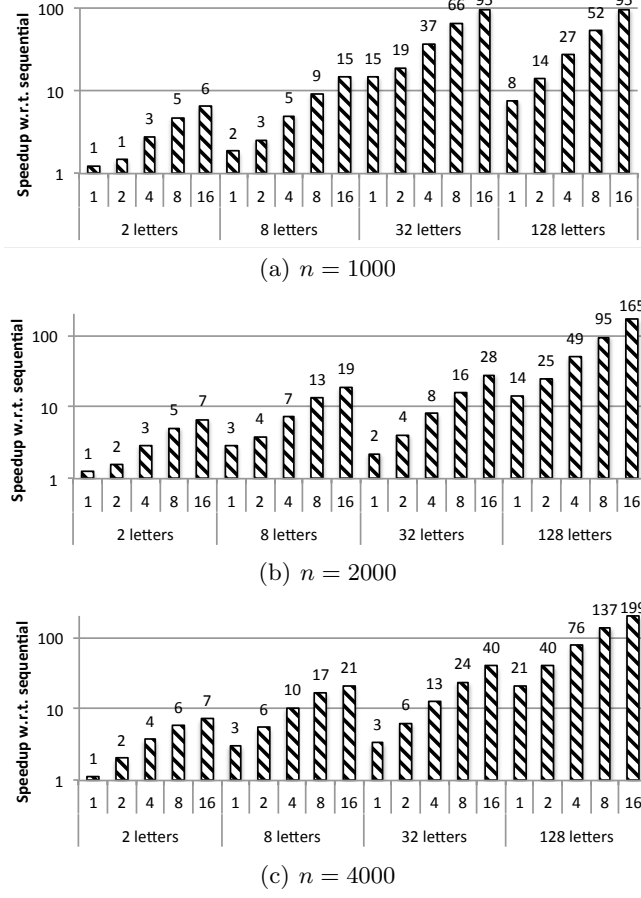 Speedup w.r.t. sequential
100
10
1
1 1 3 5 6 2 3 5 9 15 15 19 37 66 95 8 14 27 52 95
1 2 4 8 16 1 2 4 8 16 1 2 4 8 16 1 2 4 8 16
2 letters 8 letters 32 letters 128 letters
(a) n = 1000
Speedup w.r.t. sequential
100
10
1
1 2 3 5 7 3 4 7 13 19 2 4 8 16 28 14 25 49 95 165
1 2 4 8 16 1 2 4 8 16 1 2 4 8 16 1 2 4 8 16
2 letters 8 letters 32 letters 128 letters
(b) n = 2000
Speedup w.r.t. sequential
100
10
1
1 2 4 6 7 3 6 10 17 21 3 6 13 24 40 21 40 76 137 199
1 2 4 8 16 1 2 4 8 16 1 2 4 8 16 1 2 4 8 16
2 letters 8 letters 32 letters 128 letters
(c) n = 4000